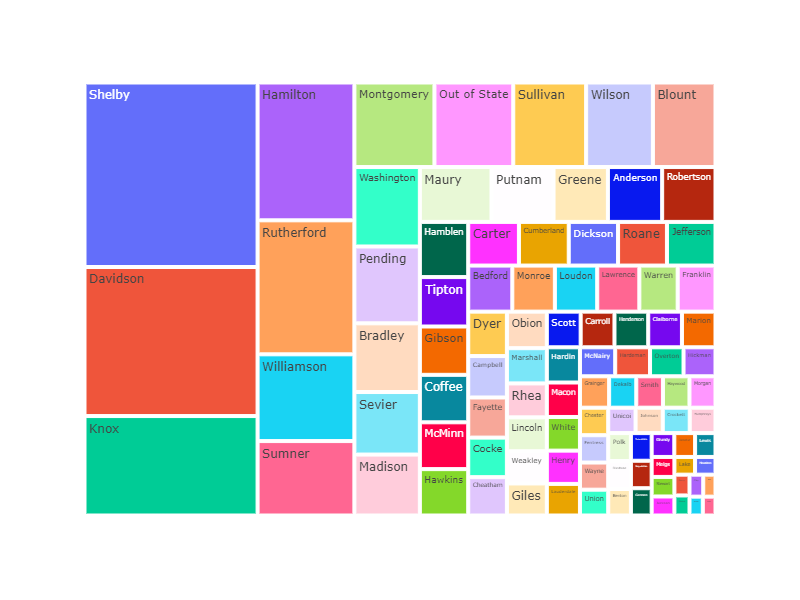 Shelby
Davidson
Knox
Hamilton
Rutherford
Williamson
Sumner
Montgomery
Out of State
Sullivan
Wilson
Blount
Washington
Pending
Bradley
Sevier
Madison
Maury
Putnam
Greene
Anderson
Robertson
Hamblen
Tipton
Gibson
Coffee
McMinn
Hawkins
Carter
Cumberland
Dickson
Roane
Jefferson
Bedford
Monroe
Loudon
Lawrence
Warren
Franklin
Dyer
Campbell
Fayette
Cocke
Cheatham
Obion
Marshall
Rhea
Lincoln
Weakley
Giles
Scott
Hardin
Macon
White
Henry
Lauderdale
Carroll
Henderson
Claiborne
Marion
McNairy
Hardeman
Overton
Hickman
Grainger
DeKalb
Smith
Haywood
Morgan
Chester
Unicoi
Johnson
Crockett
Wayne
Union
Polk
Benton
Grundy
Meigs
Lake